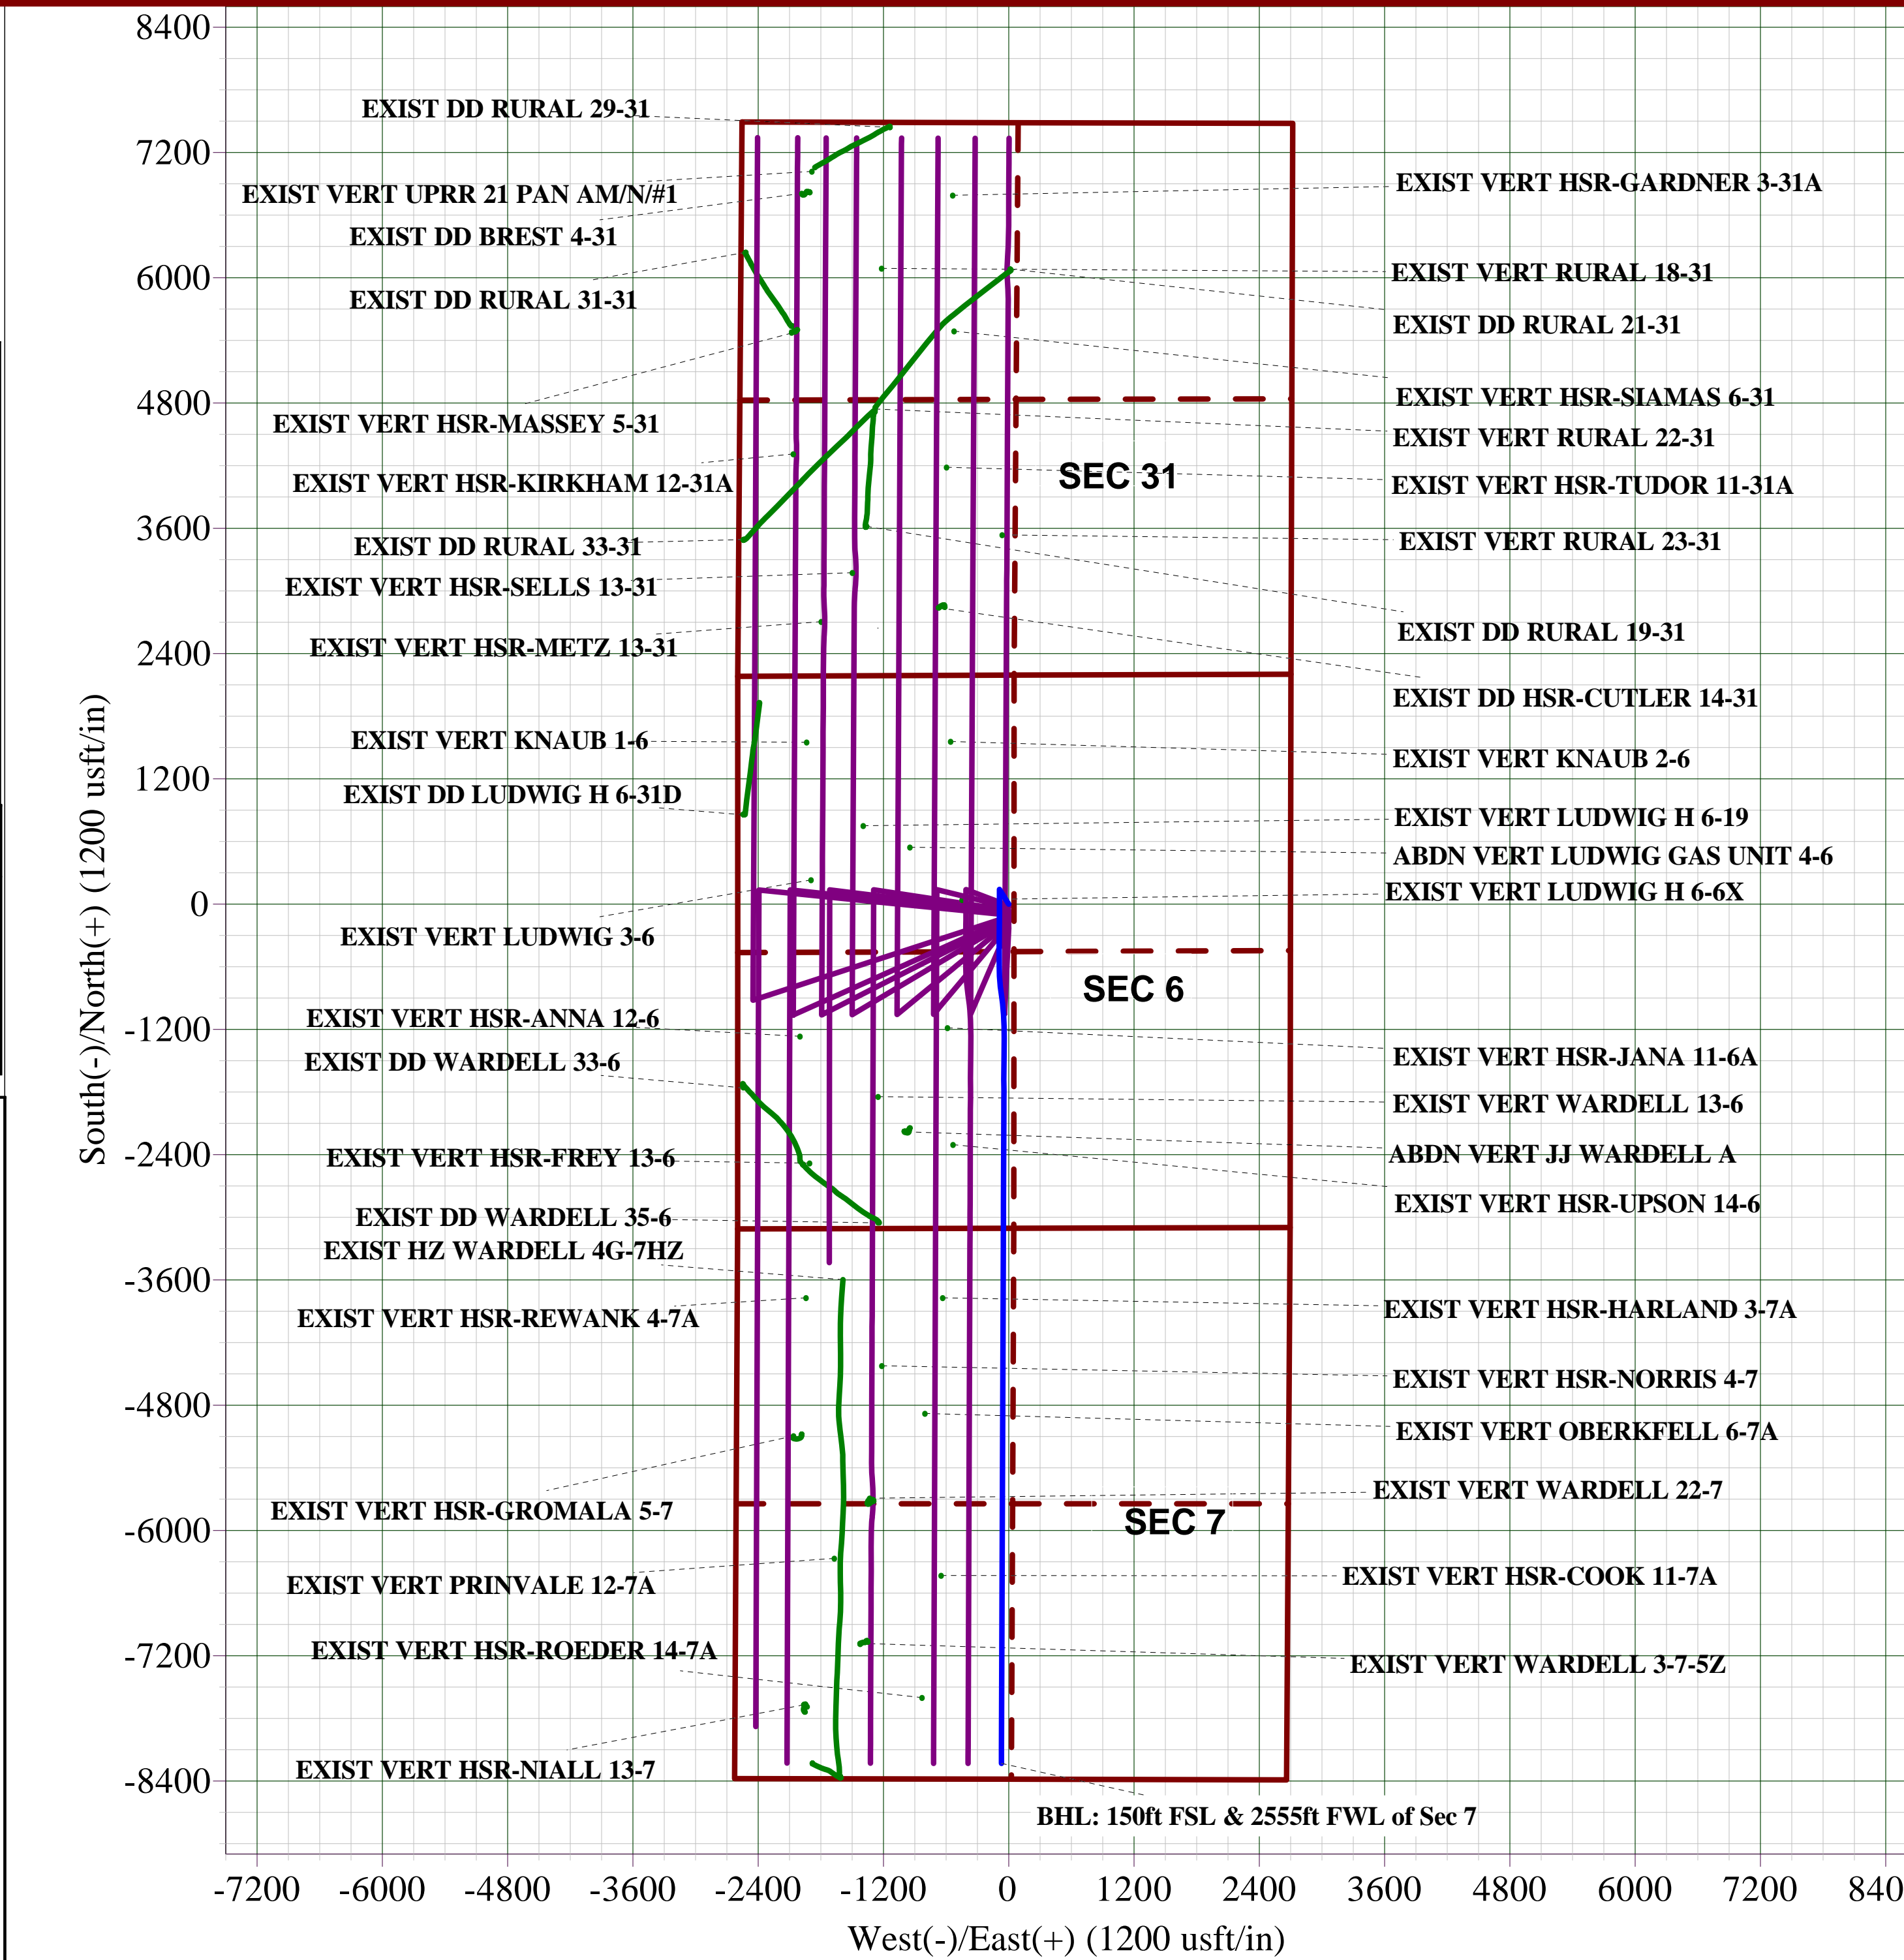 8400
EXIST DD RURAL 29-31
7200
EXIST VERT HSR-GARDNER 3-31A
EXIST VERT UPRR 21 PAN AM/N/#1
EXIST DD BREST 4-31
EXIST VERT RURAL 18-31
6000
EXIST DD RURAL 31-31
EXIST DD RURAL 21-31
EXIST VERT HSR-SIAMAS 6-31
4800
EXIST VERT HSR-MASSEY 5-31
EXIST VERT RURAL 22-31
SEC 31
EXIST VERT HSR-KIRKHAM 12-31A
EXIST VERT HSR-TUDOR 11-31A
3600
EXIST DD RURAL 33-31
EXIST VERT RURAL 23-31
EXIST VERT HSR-SELLS 13-31
EXIST DD RURAL 19-31
EXIST VERT HSR-METZ 13-31
2400
EXIST DD HSR-CUTLER 14-31
EXIST VERT KNAUB 1-6
EXIST VERT KNAUB 2-6
1200
EXIST DD LUDWIG H 6-31D
EXIST VERT LUDWIG H 6-19
ABDN VERT LUDWIG GAS UNIT 4-6
EXIST VERT LUDWIG H 6-6X
0
EXIST VERT LUDWIG 3-6
South(-)/North(+) (1200 usft/in)
SEC 6
EXIST VERT HSR-ANNA 12-6
-1200
EXIST VERT HSR-JANA 11-6A
EXIST DD WARDELL 33-6
EXIST VERT WARDELL 13-6
-2400
EXIST VERT HSR-FREY 13-6
ABDN VERT JJ WARDELL A
EXIST VERT HSR-UPSON 14-6
EXIST DD WARDELL 35-6
EXIST HZ WARDELL 4G-7HZ
-3600
EXIST VERT HSR-REWANK 4-7A
EXIST VERT HSR-HARLAND 3-7A
EXIST VERT HSR-NORRIS 4-7
-4800
EXIST VERT OBERKFELL 6-7A
EXIST VERT WARDELL 22-7
EXIST VERT HSR-GROMALA 5-7
SEC 7
-6000
EXIST VERT HSR-COOK 11-7A
EXIST VERT PRINVALE 12-7A
EXIST VERT HSR-ROEDER 14-7A
-7200
EXIST VERT WARDELL 3-7-5Z
EXIST VERT HSR-NIALL 13-7
-8400
BHL: 150ft FSL & 2555ft FWL of Sec 7
-7200 -6000 -4800 -3600 -2400 -1200 0 1200 2400 3600 4800 6000 7200 840
West(-)/East(+) (1200 usft/in)